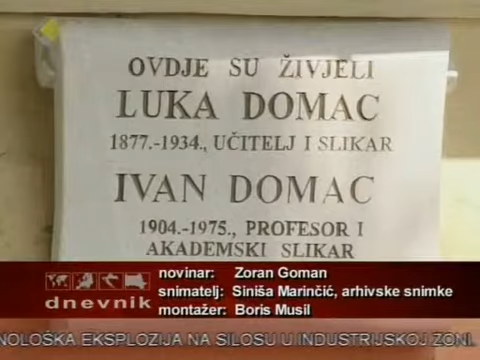 OVDJE SU ŽIVJELI
LUKA DOMAC
1877.-1934., UČITELJ I SLIKAR
IVAN DOMAC
1904.-1975., PROFESOR I
AKADEMSKI SLIKAR
dnevnik
novinar: Zoran Goman
snimatelj: Siniša Marinčić, arhivske snimke
montažer: Boris Musil
NOLOŠKA EKSPLOZIJA NA SILOSU U INDUSTRIJSKOJ ZONI.